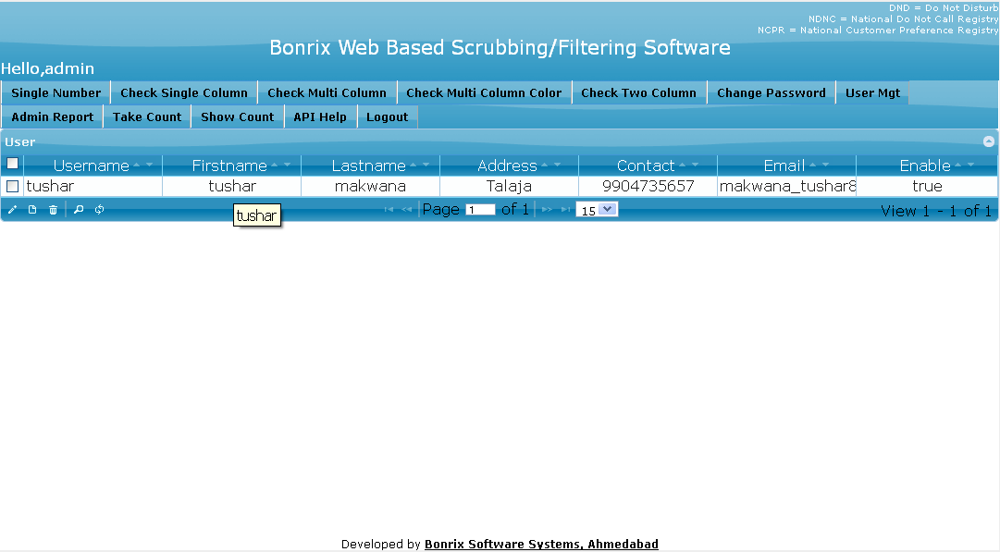 DND = Do Not Disturb
NDNC = National Do Not Call Registry
NCPR = National Customer Preference Registry
Bonrix Web Based Scrubbing/Filtering Software
Hello,admin
Single Number Check Single Column Check Multi Column Check Multi Column Color Check Two Column Change Password User Mgt
Admin Report Take Count Show Count API Help Logout
User
Username Firstname Lastname Address Contact Email Enable
tushar tushar makwana Talaja 9904735657 makwana_tushar8 true
Page 1 of 1 15 View 1 - 1 of 1
tushar
Developed by Bonrix Software Systems, Ahmedabad